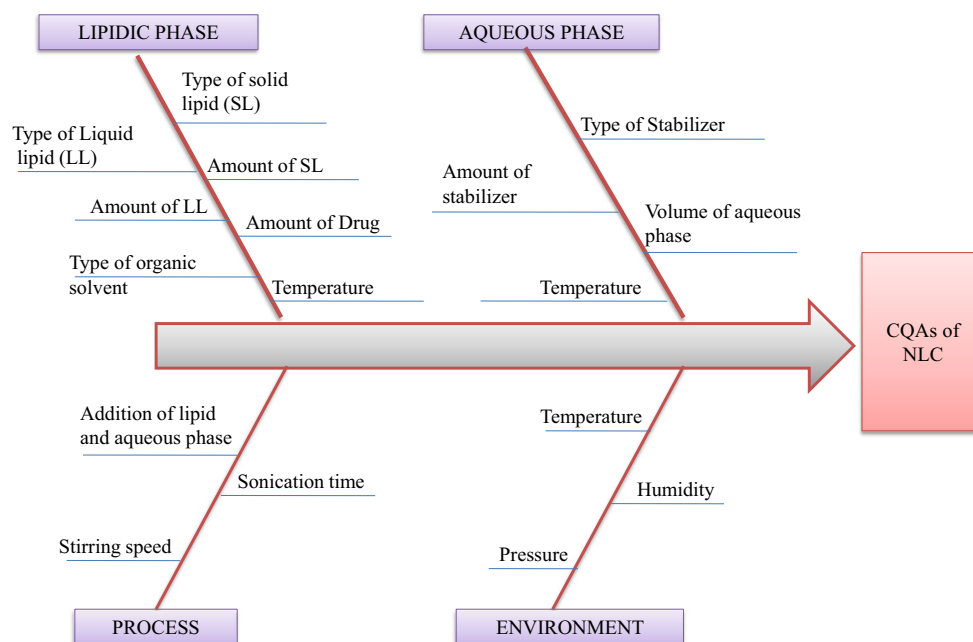 LIPIDIC PHASE
AQUEOUS PHASE
Type of solid
lipid (SL)
Type of Liquid
lipid (LL)
Amount of SL
Amount of LL
Amount of Drug
Type of organic
solvent
Temperature
Type of Stabilizer
Amount of
stabilizer
Volume of aqueous
phase
Temperature
CQAs of
NLC
Addition of lipid
and aqueous phase
Sonication time
Stirring speed
Temperature
Humidity
Pressure
PROCESS
ENVIRONMENT